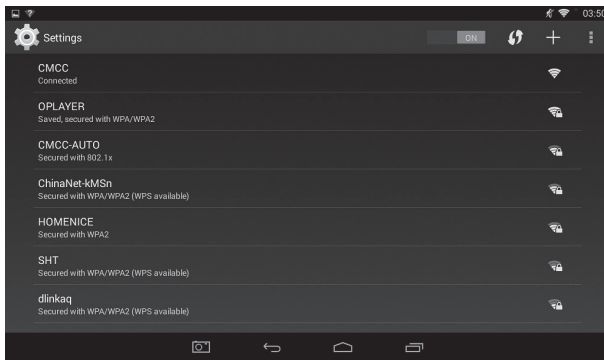 03:50
Settings
ON
CMCC
Connected
OPLAYER
Saved, secured with WPA/WPA2
CMCC-AUTO
Secured with 802.1x
ChinaNet-kMSn
Secured with WPA/WPA2 (WPS available)
HOMENICE
Secured with WPA2
SHT
Secured with WPA/WPA2 (WPS available)
dlinkaq
Secured with WPA/WPA2 (WPS available)